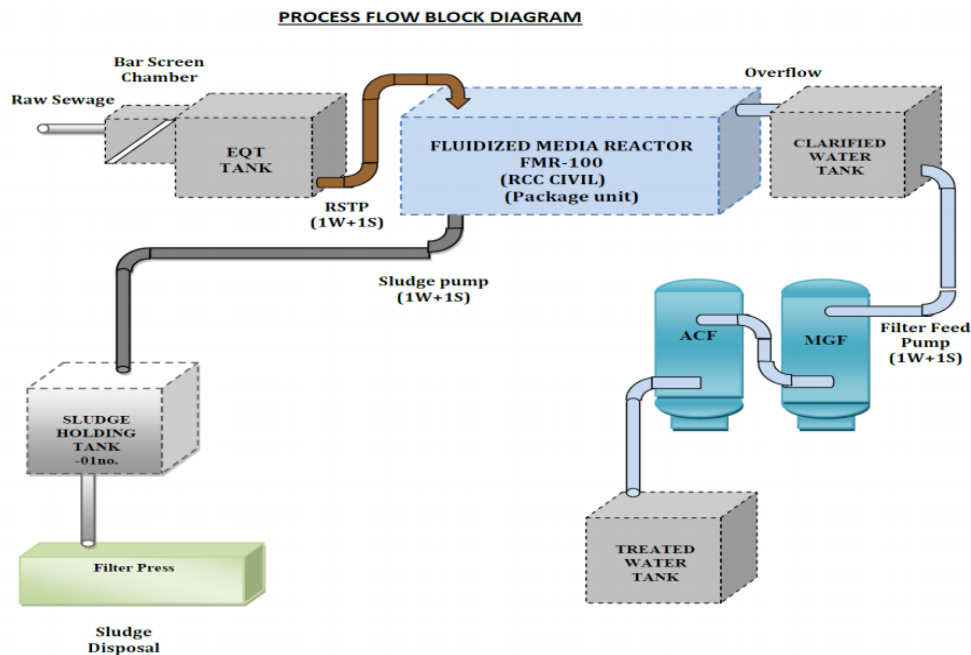 PROCESS FLOW BLOCK DIAGRAM
Bar Screen
Chamber
Raw Sewage
EQT
TANK
RSTP
(1W+1S)
FLUIDIZED MEDIA REACTOR
FMR-100
(RCC CIVIL)
(Package unit)
Overflow
CLARIFIED
WATER
TANK
Sludge pump
(1W+1S)
ACF
MGF
Filter Feed
Pump
(1W+1S)
SLUDGE
HOLDING
TANK
-01no.
Filter Press
TREATED
WATER
TANK
Sludge
Disposal